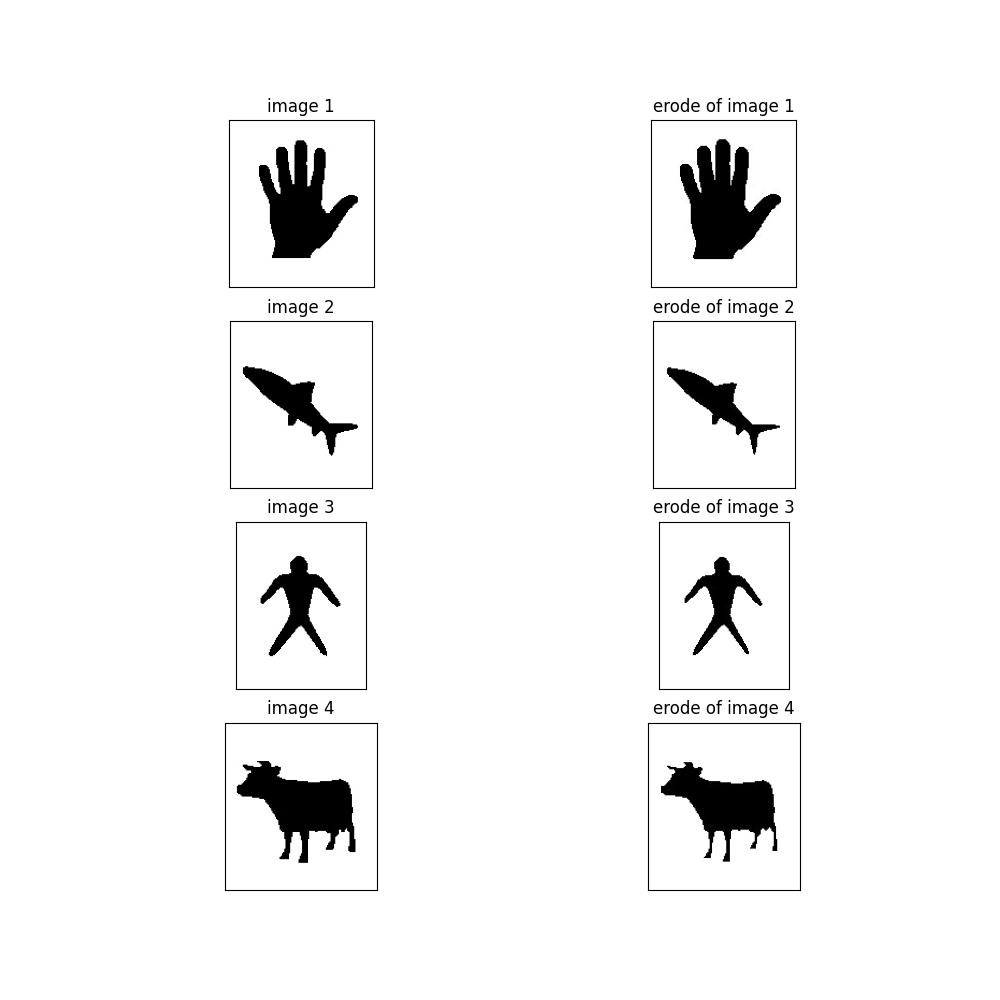 image 1
erode of image 1
image 2
erode of image 2
image 3
erode of image 3
image 4
erode of image 4